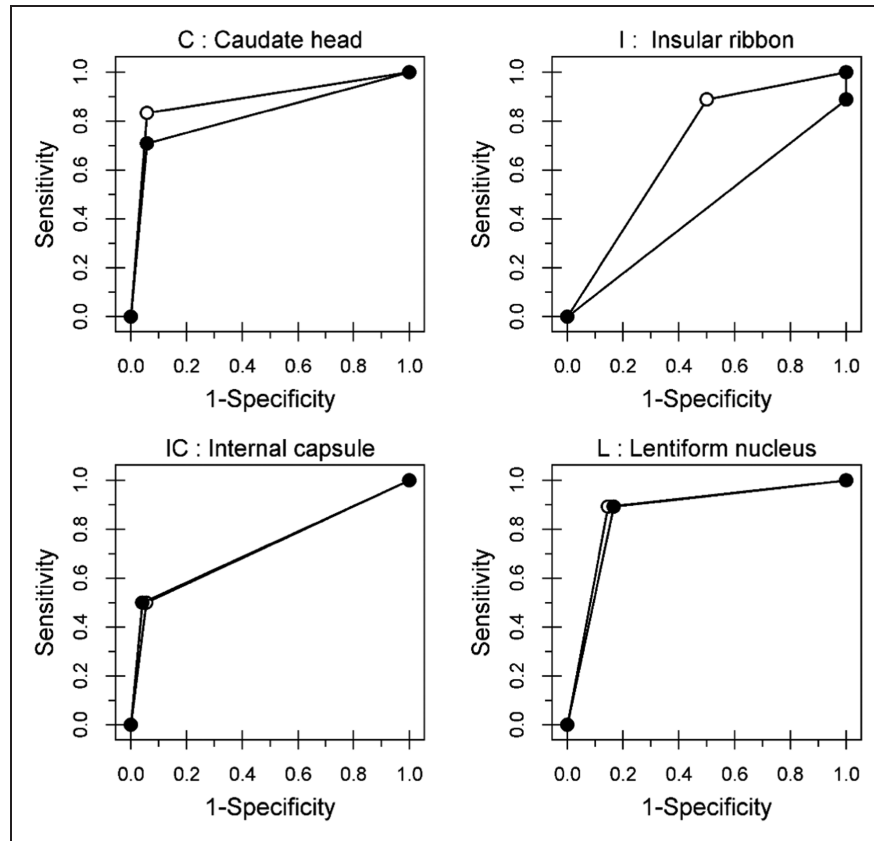 C : Caudate head
Sensitivity
0.0 0.2 0.4 0.6 0.8 1.0
0.0 0.2 0.4 0.6 0.8 1.0
1-Specificity
I : Insular ribbon
Sensitivity
0.0 0.2 0.4 0.6 0.8 1.0
0.0 0.2 0.4 0.6 0.8 1.0
1-Specificity
IC : Internal capsule
Sensitivity
0.0 0.2 0.4 0.6 0.8 1.0
0.0 0.2 0.4 0.6 0.8 1.0
1-Specificity
L : Lentiform nucleus
Sensitivity
0.0 0.2 0.4 0.6 0.8 1.0
0.0 0.2 0.4 0.6 0.8 1.0
1-Specificity